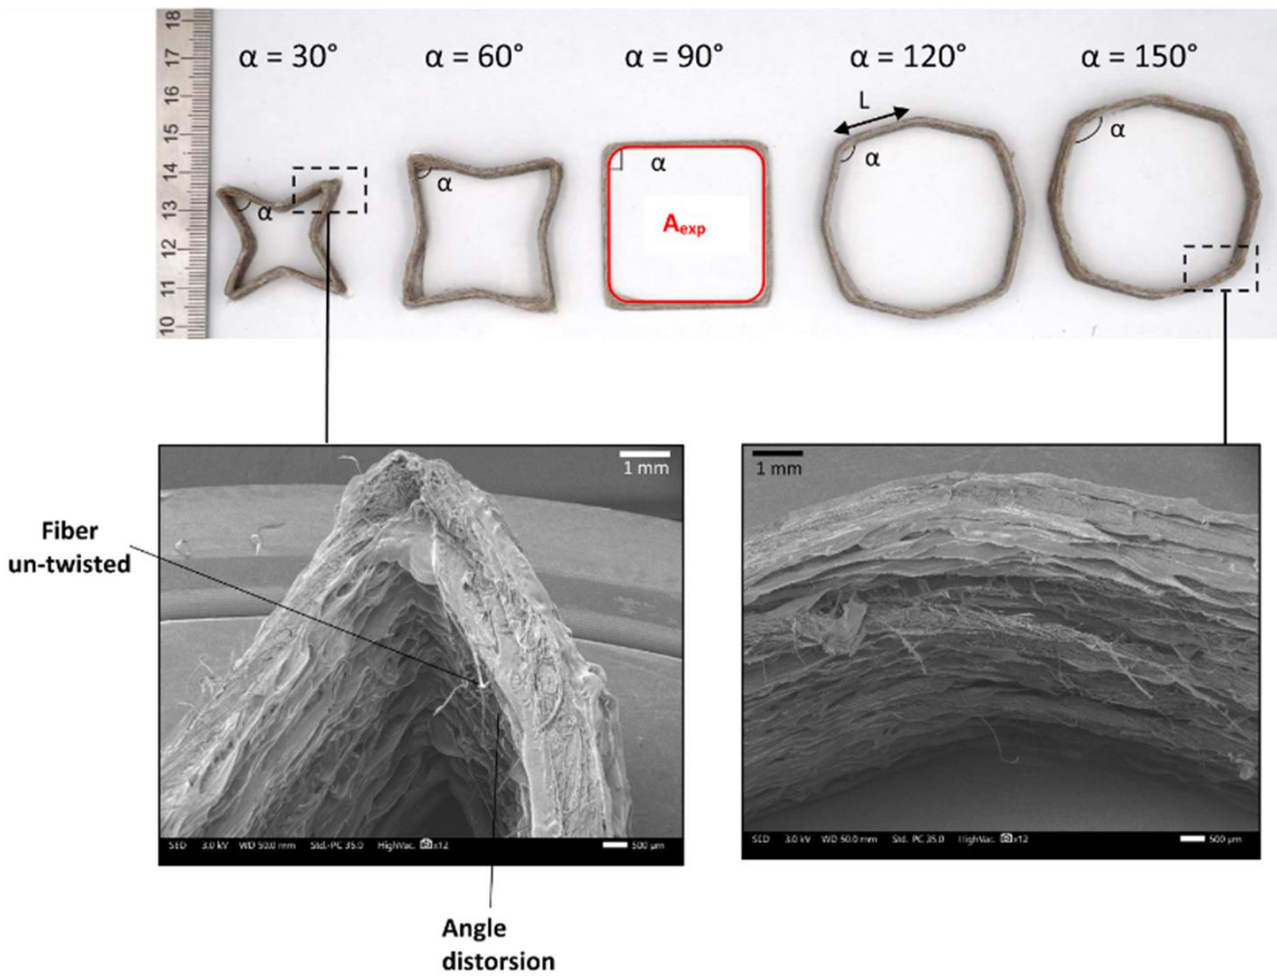 18
17
16
15
14
13
12
11
10
α = 30°
α = 60°
α = 90°
α = 120°
α = 150°
L
α
α
α
α
α
Aexp
1 mm
1 mm
Fiber
un-twisted
SED 3.0 kV WD 50.0 mm Std.-PC 35.0 HighVac. x12 500 µm
SED 3.0 kV WD 50.0 mm Std.-PC 35.0 HighVac. x12 500 µm
Angle
distorsion